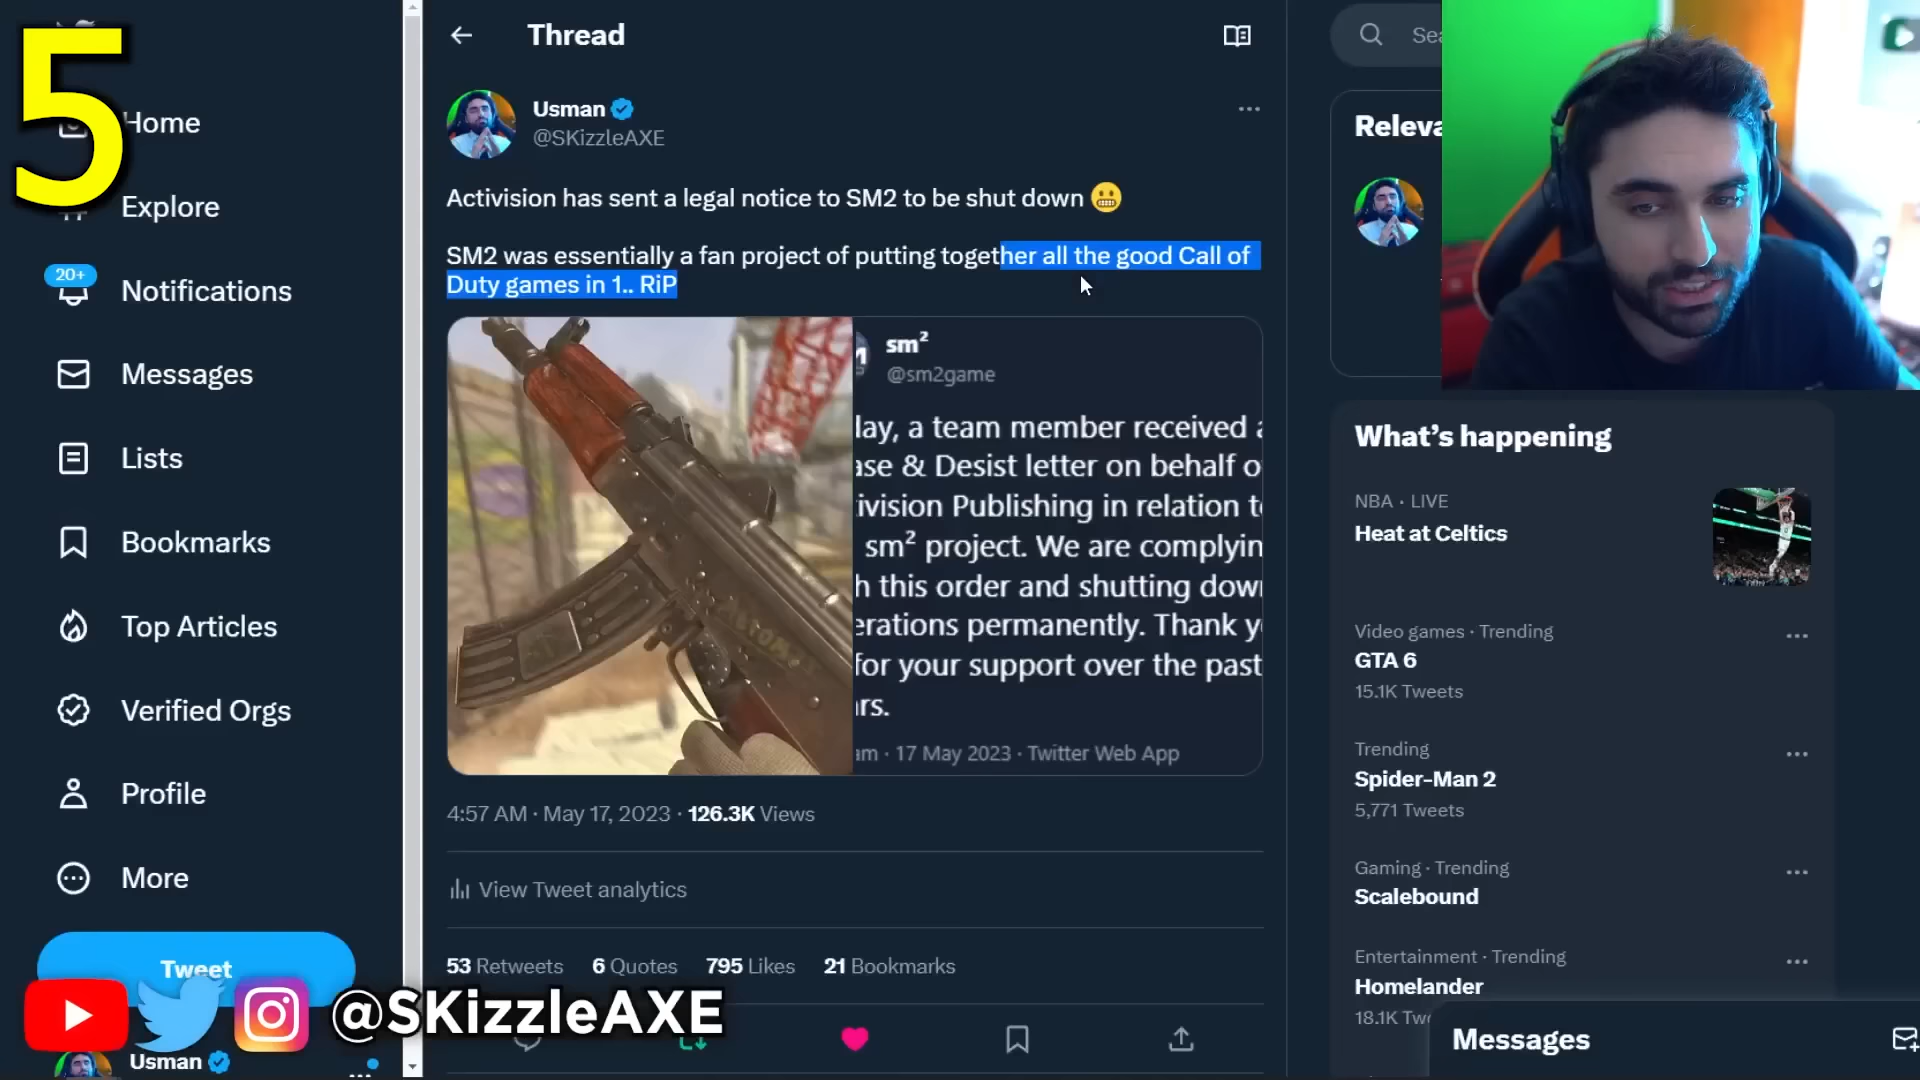 5
Home
Explore
20+
Notifications
Messages
Lists
Bookmarks
Top Articles
Verified Orgs
Profile
More
Tweet
@SKizzleAXE
Usman
Thread
Usman
@SKizzleAXE
Activision has sent a legal notice to SM2 to be shut down 😬
SM2 was essentially a fan project of putting together all the good Call of
Duty games in 1.. RiP
sm²
@sm2game
lay, a team member received a
ase & Desist letter on behalf o
ivision Publishing in relation t
sm² project. We are complyin
h this order and shutting dow
erations permanently. Thank y
for your support over the past
rs.
am · 17 May 2023 · Twitter Web App
4:57 AM · May 17, 2023 · 126.3K Views
View Tweet analytics
53 Retweets 6 Quotes 795 Likes 21 Bookmarks
Sea
Releva
What's happening
NBA · LIVE
Heat at Celtics
Video games · Trending
GTA 6
15.1K Tweets
Trending
Spider-Man 2
5,771 Tweets
Gaming · Trending
Scalebound
Entertainment · Trending
Homelander
18.1K Tw
Messages